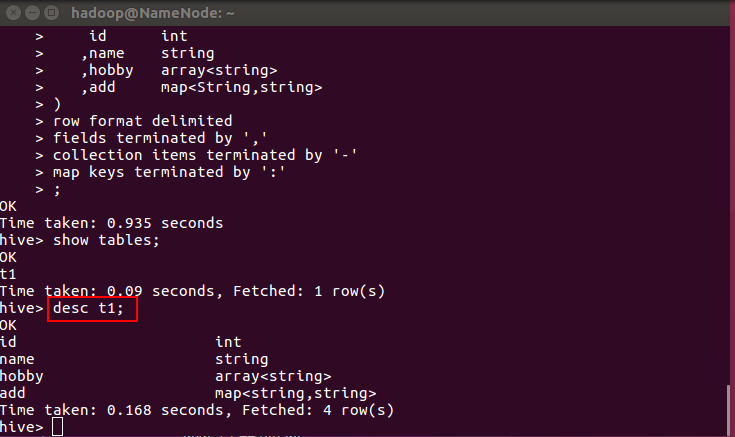 hadoop@NameNode: ~
> id int
> ,name string
> ,hobby array<string>
> ,add map<String,string>
> )
> row format delimited
> fields terminated by ','
> collection items terminated by '-'
> map keys terminated by ':'
> ;
OK
Time taken: 0.935 seconds
hive> show tables;
OK
t1
Time taken: 0.09 seconds, Fetched: 1 row(s)
hive> desc t1;
OK
id int
name string
hobby array<string>
add map<string,string>
Time taken: 0.168 seconds, Fetched: 4 row(s)
hive>